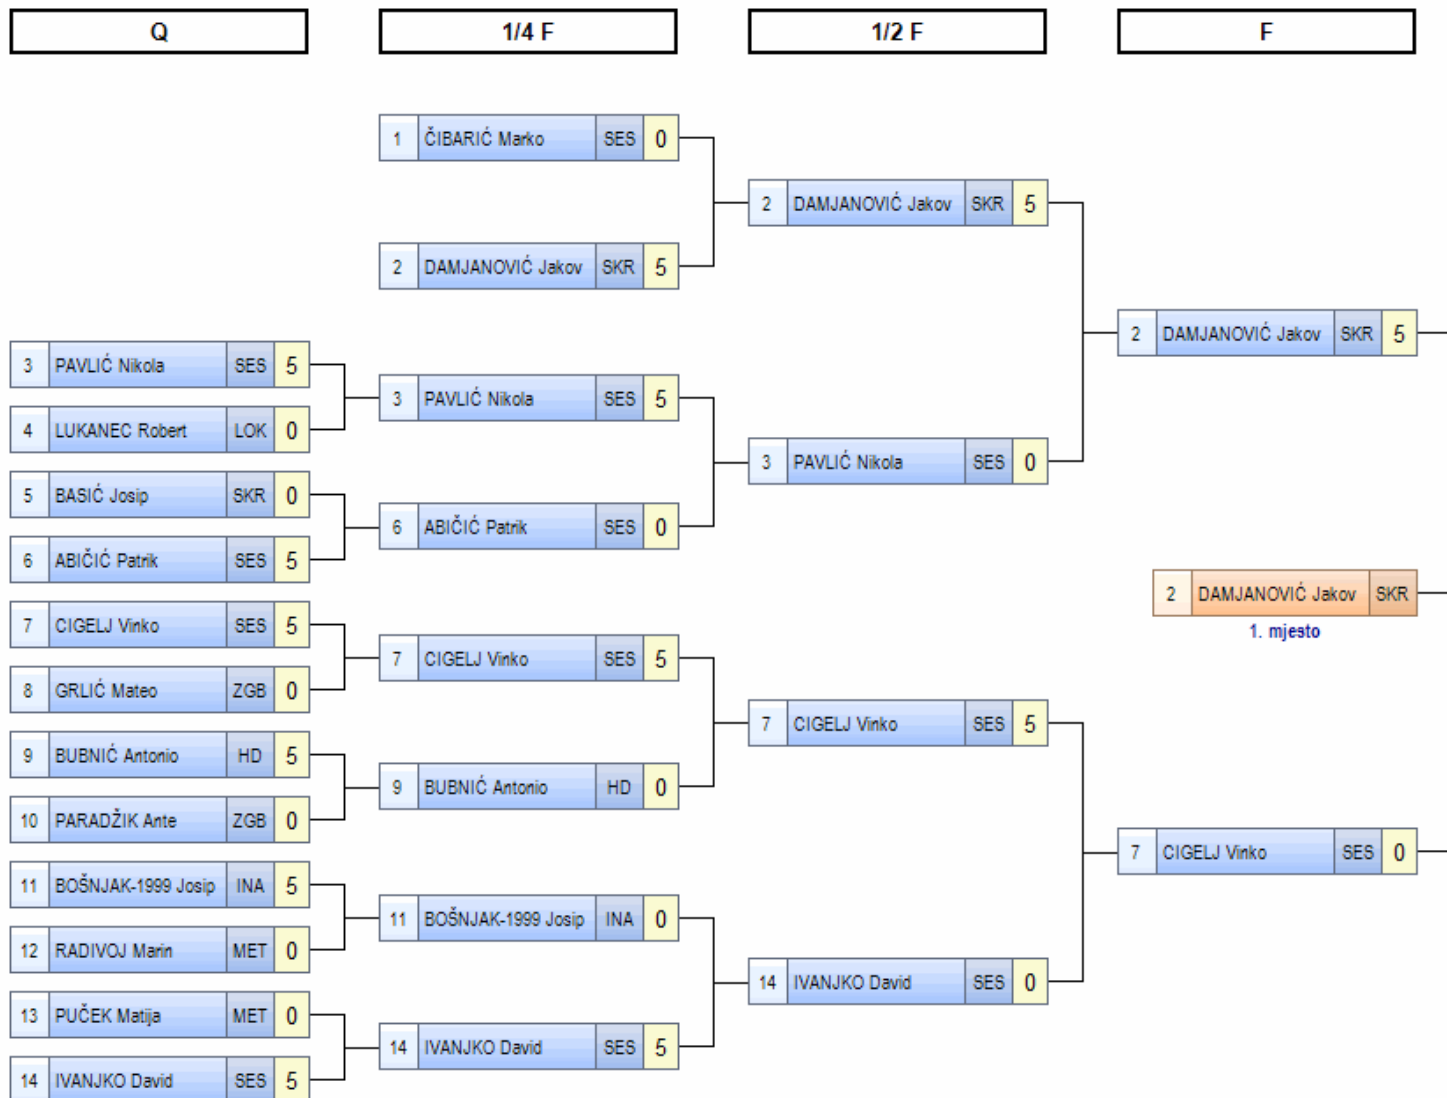 Q 1/4 F 1/2 F F
1 ČIBARIĆ Marko SES 0
2 DAMJANOVIĆ Jakov SKR 5
2 DAMJANOVIĆ Jakov SKR 5
2 DAMJANOVIĆ Jakov SKR 5
3 PAVLIĆ Nikola SES 5
3 PAVLIĆ Nikola SES 5
4 LUKANEC Robert LOK 0
3 PAVLIĆ Nikola SES 0
5 BASIĆ Josip SKR 0
6 ABIČIĆ Patrik SES 0
6 ABIČIĆ Patrik SES 5
2 DAMJANOVIĆ Jakov SKR
1. mjesto
7 CIGELJ Vinko SES 5
7 CIGELJ Vinko SES 5
8 GRLIĆ Mateo ZGB 0
7 CIGELJ Vinko SES 5
9 BUBNIĆ Antonio HD 5
9 BUBNIĆ Antonio HD 0
10 PARADŽIK Ante ZGB 0
7 CIGELJ Vinko SES 0
11 BOŠNJAK-1999 Josip INA 5
11 BOŠNJAK-1999 Josip INA 0
12 RADIVOJ Marin MET 0
14 IVANJKO David SES 0
13 PUČEK Matija MET 0
14 IVANJKO David SES 5
14 IVANJKO David SES 5